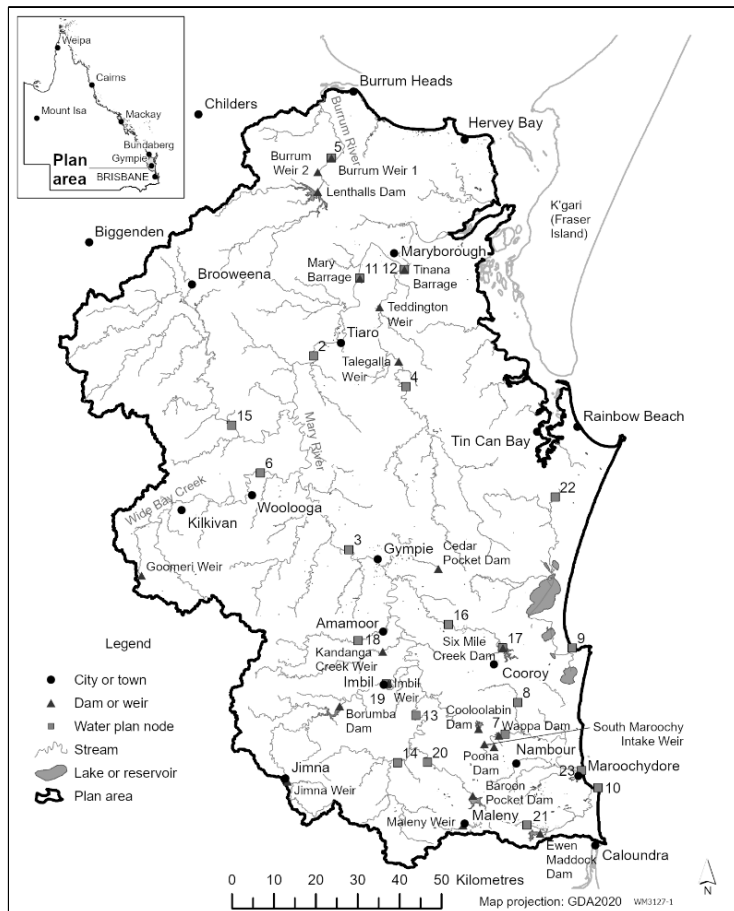 Weipa
Cairns
Mount Isa
Mackay
Bundaberg
Gympie
BRISBANE
Plan
area
Burrum Heads
Childers
Burrum River
Hervey Bay
5
Burrum
Weir 2
Burrum Weir 1
Lenthalls Dam
K'gari
(Fraser
Island)
Biggenden
Maryborough
Brooweena
Mary
Barrage
11
12
Tinana
Barrage
Teddington
Weir
Tiaro
2
Talegalla
Weir
4
Mary River
15
Rainbow Beach
Tin Can Bay
6
22
Wide Bay Creek
Woolooga
Kilkivan
3
Gympie
Cedar
Pocket Dam
Goomeri Weir
16
Amamoor
18
Six Mile
Creek Dam
17
9
Kandanga
Creek Weir
Cooroy
Imbil
Imbil
Weir
19
8
Borumba
Dam
13
Cooloolabin
Dam
7
Wappa Dam
South Maroochy
Intake Weir
14
20
Poona
Dam
Nambour
Maroochydore
23
Jimna
Jimna Weir
Baroon
Pocket Dam
10
Maleny Weir
Maleny
21
Ewen
Maddock
Dam
Caloundra
Legend
City or town
Dam or weir
Water plan node
Stream
Lake or reservoir
Plan area
0 10 20 30 40 50 Kilometres
N
Map projection: GDA2020 WM3127-1